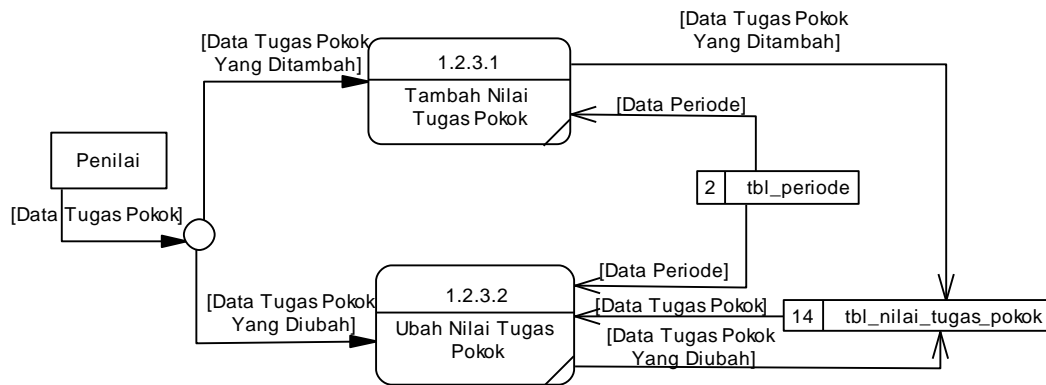 [Data Tugas Pokok
Yang Ditambah]
[Data Tugas Pokok
Yang Ditambah]
1.2.3.1
Tambah Nilai
Tugas Pokok
[Data Periode]
Penilai
2 tbl_periode
[Data Tugas Pokok]
[Data Periode]
1.2.3.2
Ubah Nilai Tugas
Pokok
[Data Tugas Pokok
Yang Diubah]
[Data Tugas Pokok]
14 tbl_nilai_tugas_pokok
[Data Tugas Pokok
Yang Diubah]